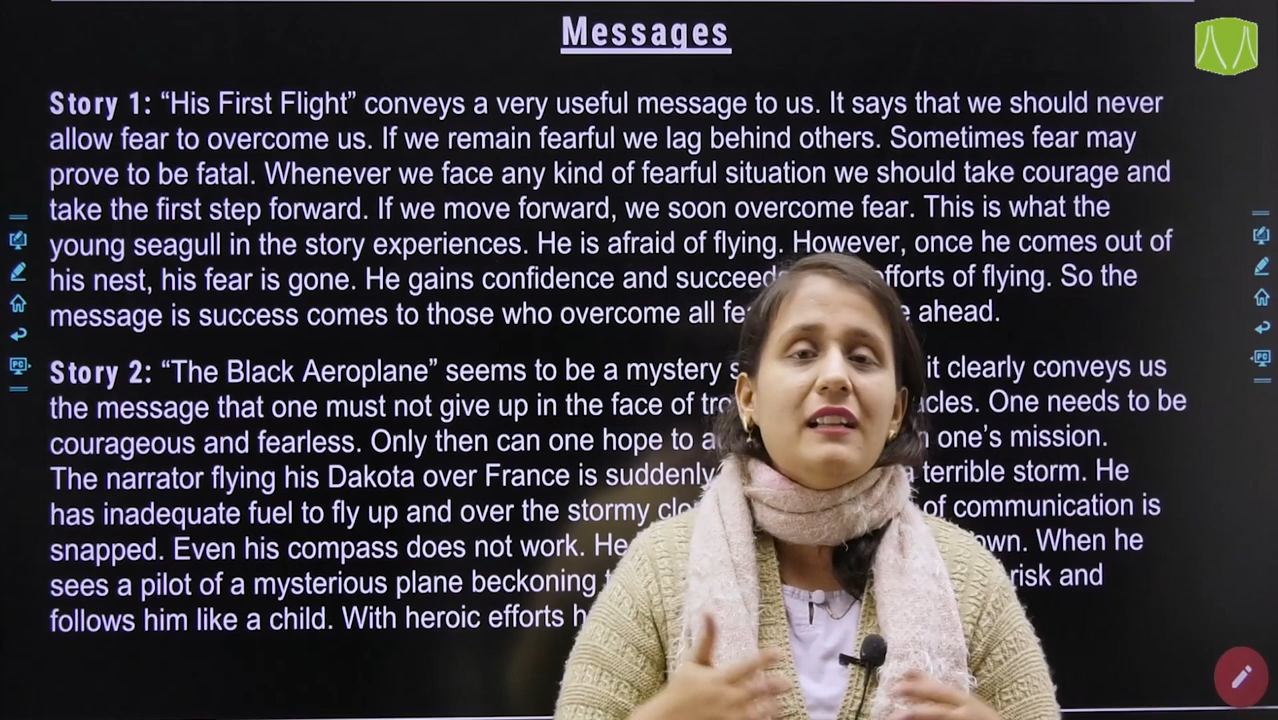 Messages
Story 1: “His First Flight” conveys a very useful message to us. It says that we should never
allow fear to overcome us. If we remain fearful we lag behind others. Sometimes fear may
prove to be fatal. Whenever we face any kind of fearful situation we should take courage and
take the first step forward. If we move forward, we soon overcome fear. This is what the
young seagull in the story experiences. He is afraid of flying. However, once he comes out of
his nest, his fear is gone. He gains confidence and efforts of flying. So the
message is success comes to those who overcome all ahead.
Story 2: “The Black Aeroplane” seems to be a mystery it clearly conveys us
the message that one must not give up in the face of One needs to be
courageous and fearless. Only then can one hope to one’s mission.
The narrator flying his Dakota over France is suddenly terrible storm. He
has inadequate fuel to fly up and over the stormy of communication is
snapped. Even his compass does not work. He When he
sees a pilot of a mysterious plane beckoning risk and
follows him like a child. With heroic efforts
PC
PC